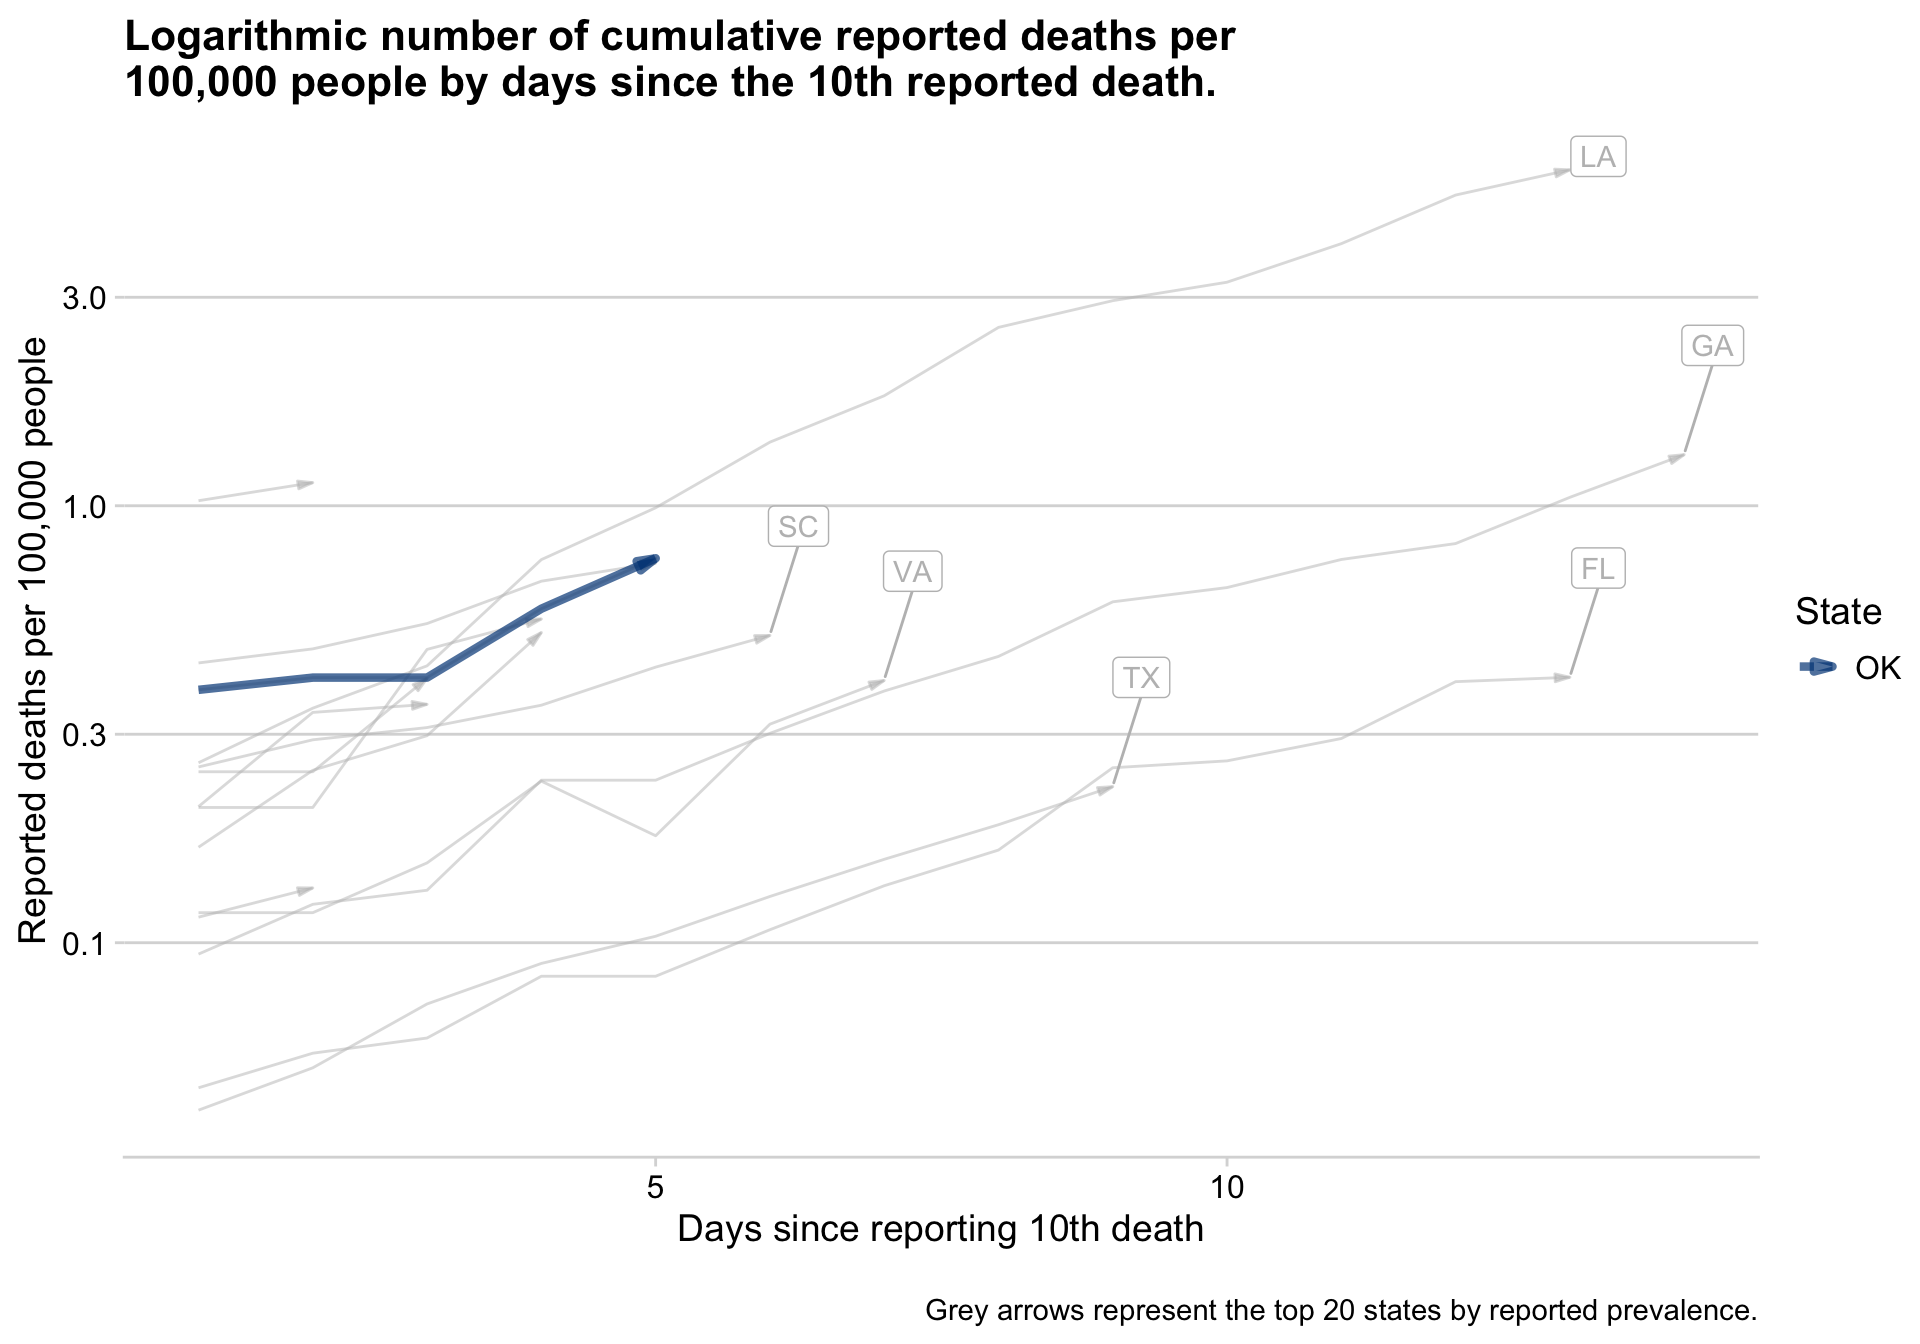 Logarithmic number of cumulative reported deaths per
100,000 people by days since the 10th reported death.
LA
3.0
GA
1.0
SC
VA
FL
State
OK
TX
0.3
0.1
Reported deaths per 100,000 people
5
10
Days since reporting 10th death
Grey arrows represent the top 20 states by reported prevalence.